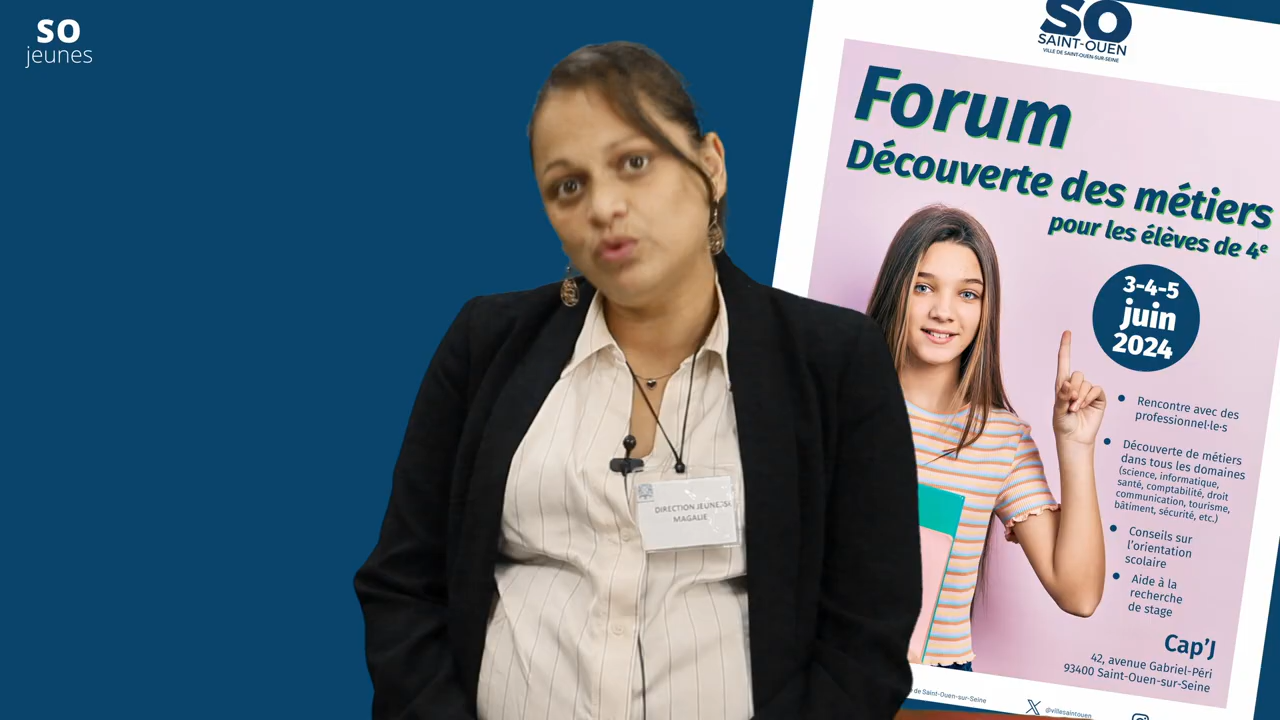 SO
jeunes
DIRECTION JEUNESSE
MAGALIE
SO
SAINT-OUEN
VILLE DE SAINT-OUEN-SUR-SEINE
Forum
Découverte des métiers
pour les élèves de 4e
3-4-5
juin
2024
Rencontre avec des
professionnel·le·s
Découverte de métiers
dans tous les domaines
(science, informatique,
santé, comptabilité, droit
communication, tourisme,
bâtiment, sécurité, etc.)
Conseils sur
l'orientation
scolaire
Aide à la
recherche
de stage
Cap'J
42, avenue Gabriel-Péri
93400 Saint-Ouen-sur-Seine
de Saint-Ouen-sur-Seine
@villesaintouen